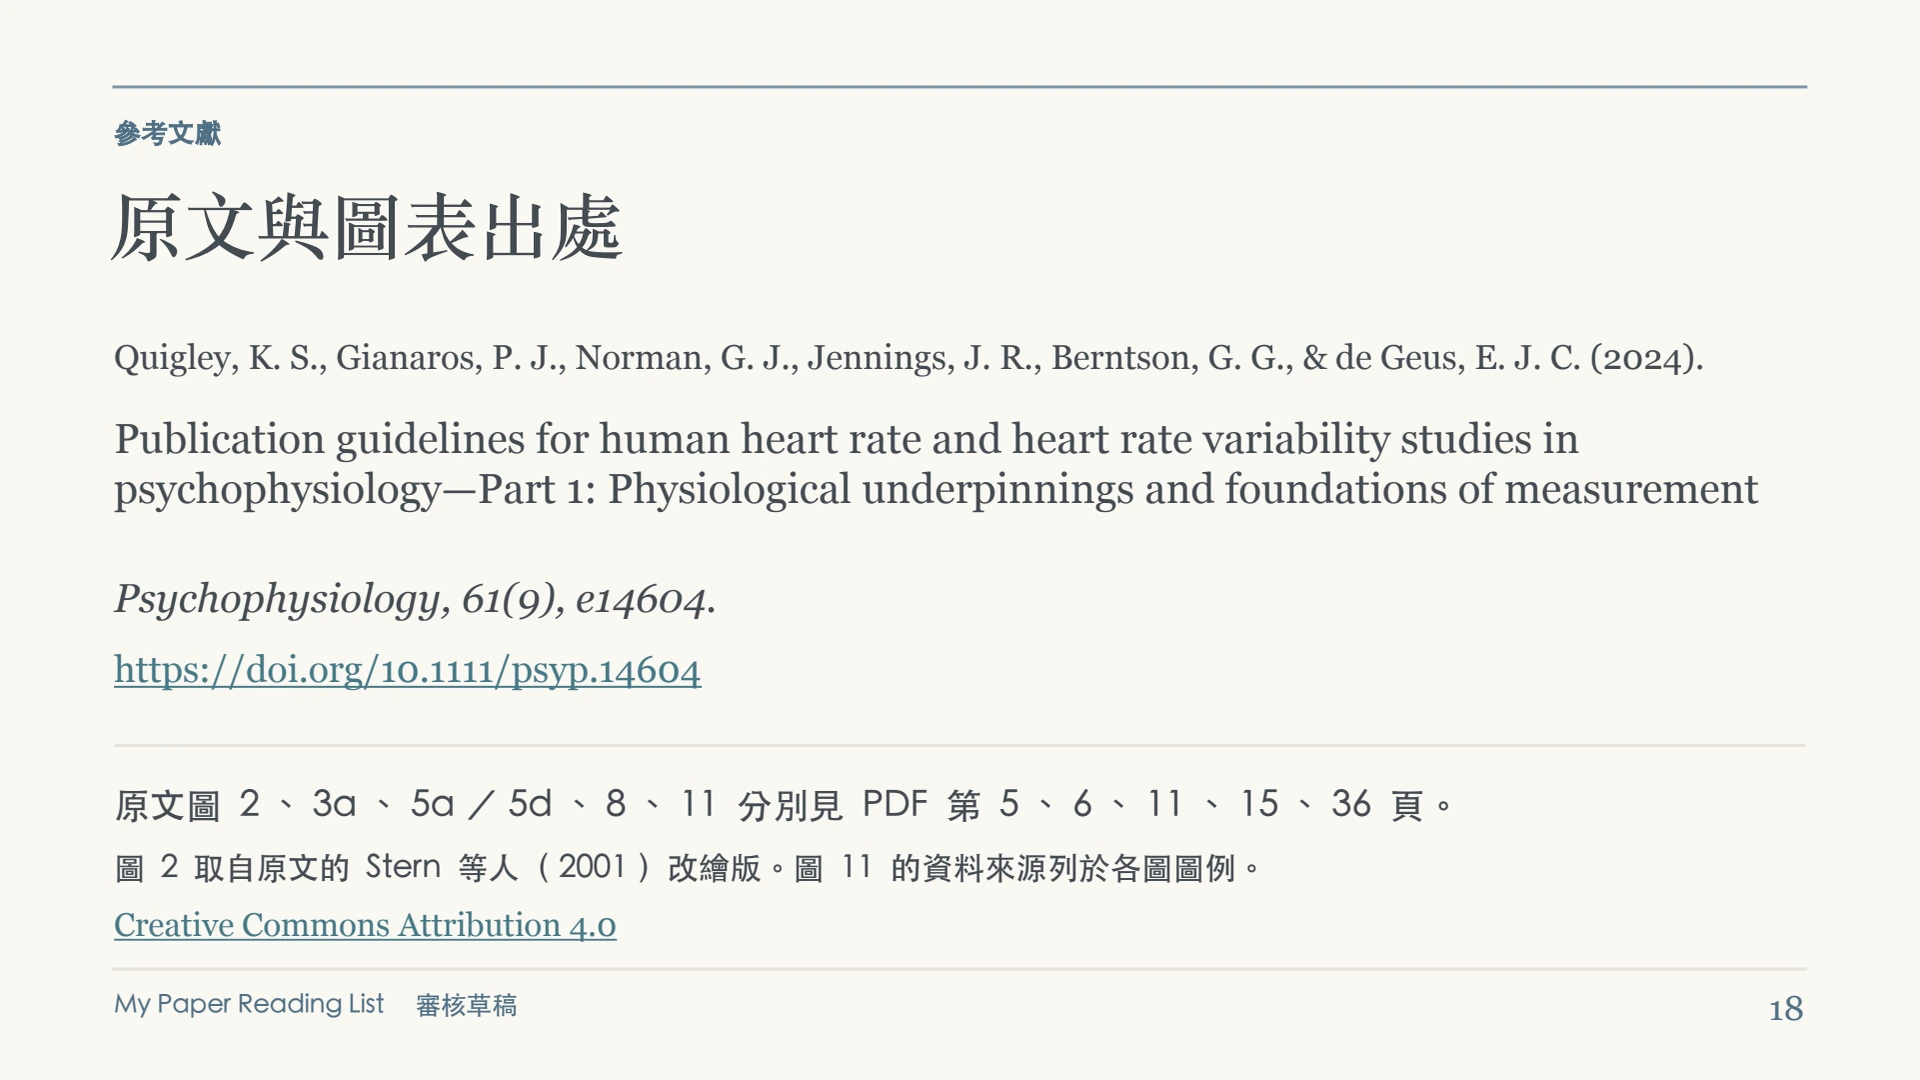 參考文獻
原文與圖表出處
Quigley, K. S., Gianaros, P. J., Norman, G. J., Jennings, J. R., Berntson, G. G., & de Geus, E. J. C. (2024).
Publication guidelines for human heart rate and heart rate variability studies in
psychophysiology—Part 1: Physiological underpinnings and foundations of measurement
Psychophysiology, 61(9), e14604.
https://doi.org/10.1111/psyp.14604
原文圖 2、3a、5a／5d、8、11 分別見 PDF 第 5、6、11、15、36 頁。
圖 2 取自原文的 Stern 等人（2001）改繪版。圖 11 的資料來源列於各圖圖例。
Creative Commons Attribution 4.0
My Paper Reading List 審核草稿
18